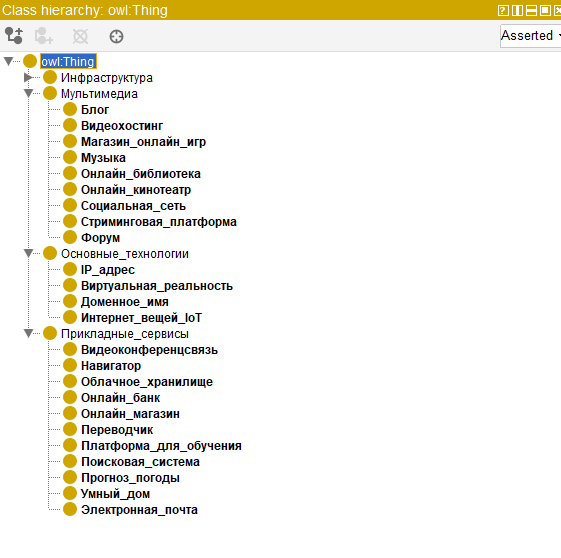 Class hierarchy: owl:Thing
Asserted
owl:Thing
Инфраструктура
Мультимедиа
Блог
Видеохостинг
Магазин_онлайн_игр
Музыка
Онлайн_библиотека
Онлайн_кинотеатр
Социальная_сеть
Стриминговая_платформа
Форум
Основные_технологии
IP_адрес
Виртуальная_реальность
Доменное_имя
Интернет_вещей_IoT
Прикладные_сервисы
Видеоконференцсвязь
Навигатор
Облачное_хранилище
Онлайн_банк
Онлайн_магазин
Переводчик
Платформа_для_обучения
Поисковая_система
Прогноз_погоды
Умный_дом
Электронная_почта